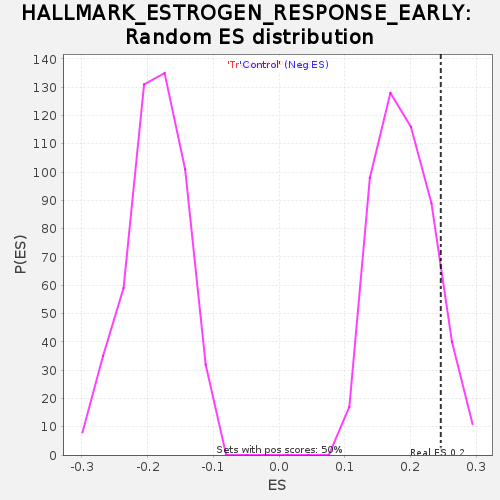 HALLMARK_ESTROGEN_RESPONSE_EARLY:
Random ES distribution
'Tr'Control' (Neg ES)
140
130
120
110
100
90
80
70
60
50
40
30
20
10
0
P(ES)
Sets with pos scores: 50%
Real ES 0.2
-0.3 -0.2 -0.1 0.0 0.1 0.2 0.3
ES